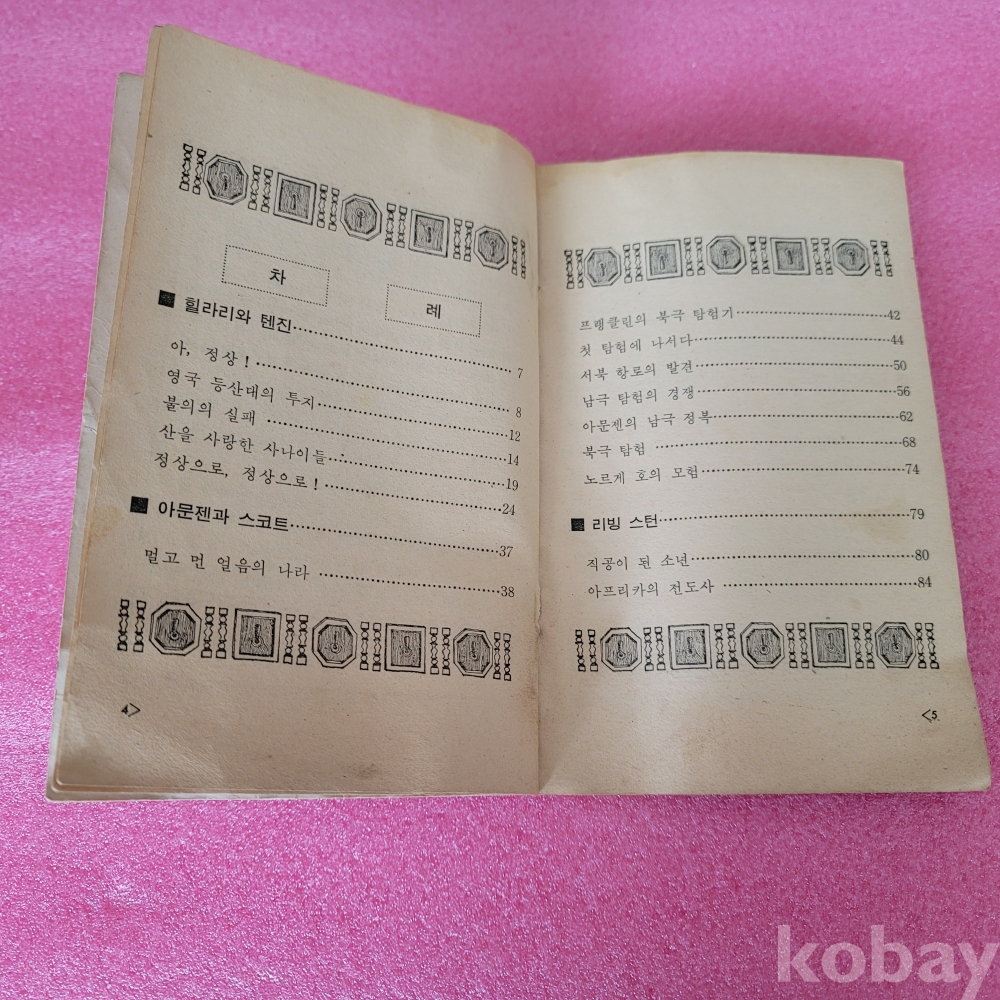 차 례
힐라리와 텐진 7
아, 정상! 8
영국 등산대의 투지 12
불의의 실패 14
산을 사랑한 사나이들 19
정상으로, 정상으로! 24
아문젠과 스코트 37
멀고 먼 얼음의 나라 38
4
프랭클린의 북극 탐험기 42
첫 탐험에 나서다 44
서북 항로의 발견 50
남극 탐험의 경쟁 56
아문젠의 남극 정복 62
북극 탐험 68
노르게 호의 모험 74
리빙 스턴 79
직공이 된 소년 80
아프리카의 전도사 84
5
kobay